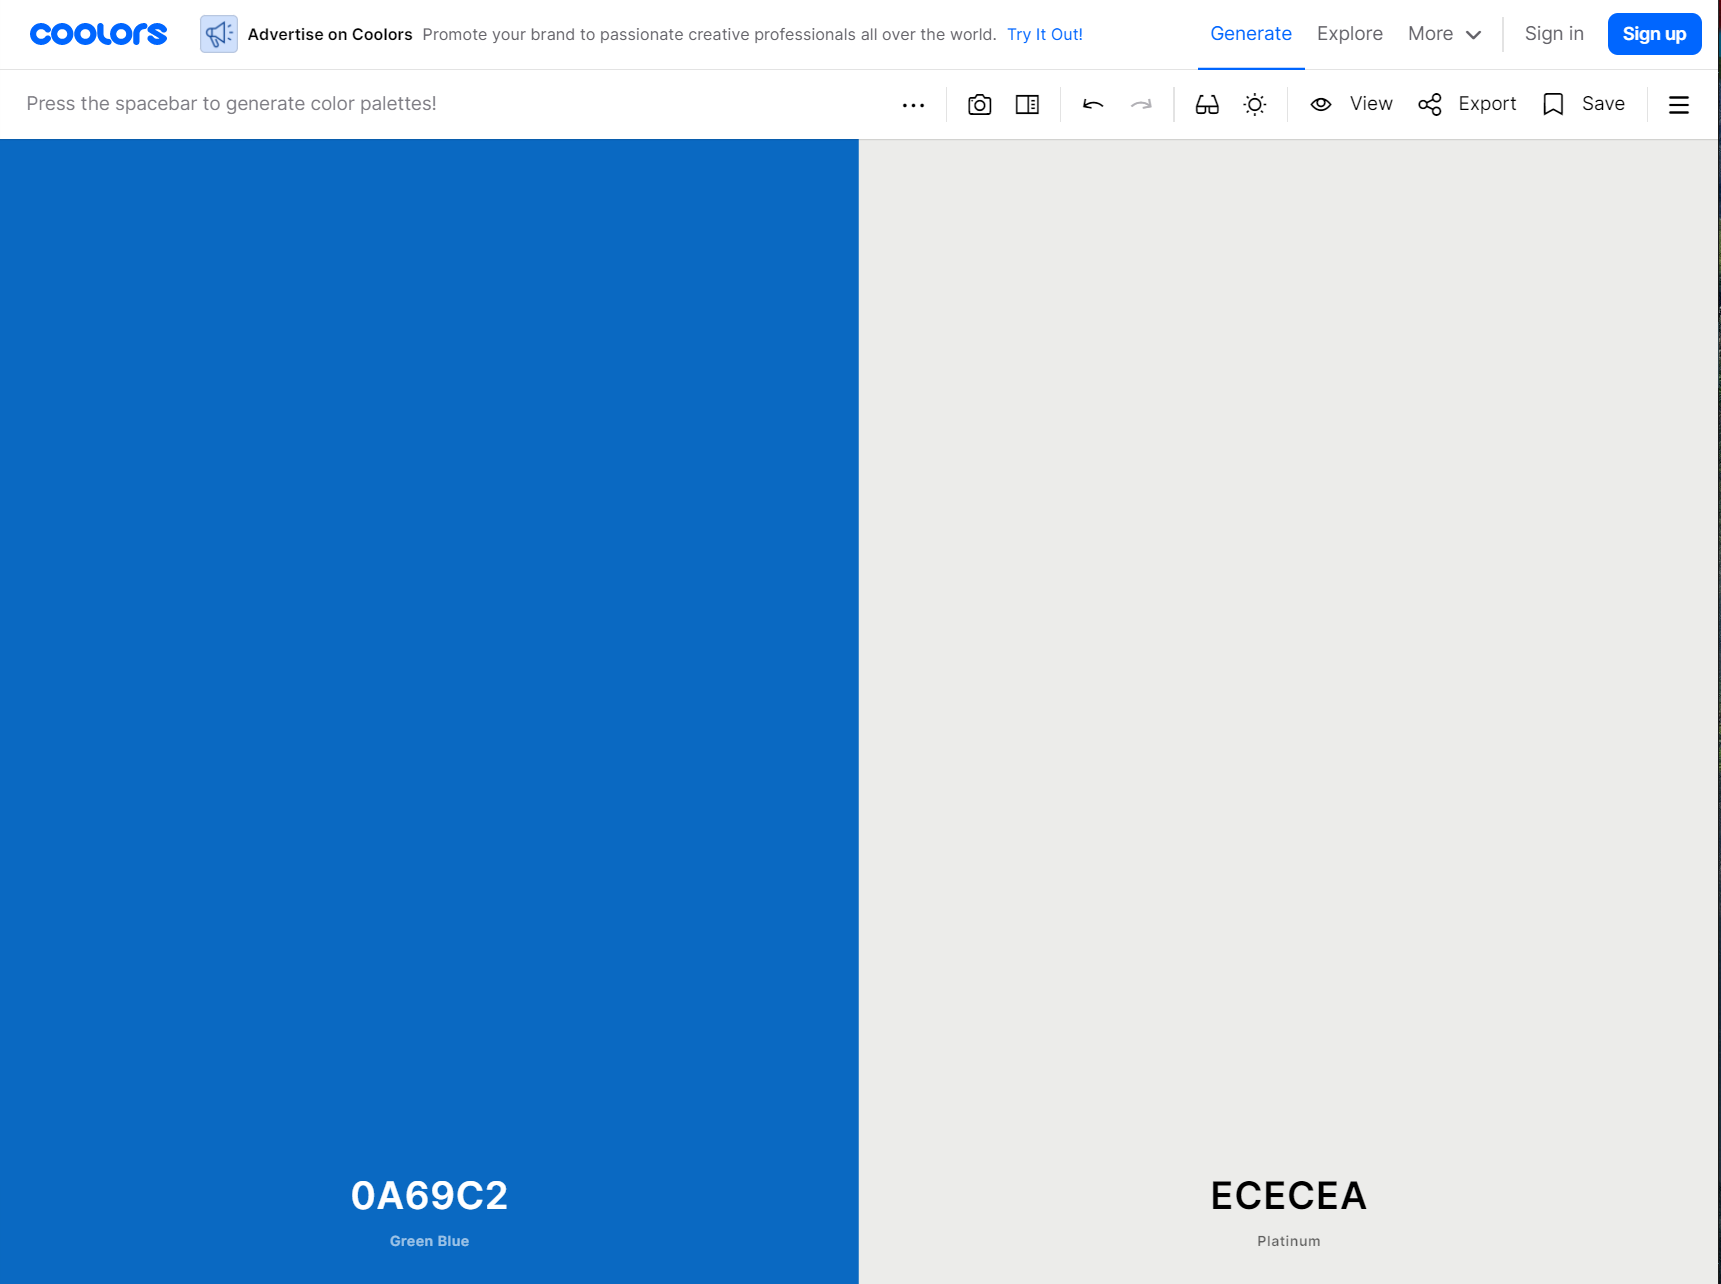 coolors
Advertise on Coolors Promote your brand to passionate creative professionals all over the world. Try It Out!
Generate Explore More Sign in Sign up
Press the spacebar to generate color palettes!
View Export Save
0A69C2
Green Blue
ECECEA
Platinum